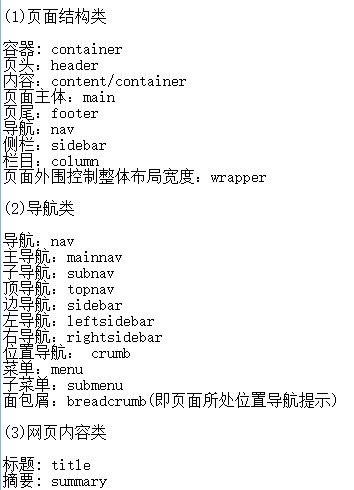 (1)页面结构类
容器: container
页头：header
内容：content/container
页面主体：main
页尾：footer
导航：nav
侧栏：sidebar
栏目：column
页面外围控制整体布局宽度：wrapper
(2)导航类
导航：nav
主导航：mainnav
子导航：subnav
顶导航：topnav
边导航：sidebar
左导航：leftsidebar
右导航：rightsidebar
位置导航： crumb
菜单：menu
子菜单：submenu
面包屑：breadcrumb(即页面所处位置导航提示)
(3)网页内容类
标题: title
摘要: summary